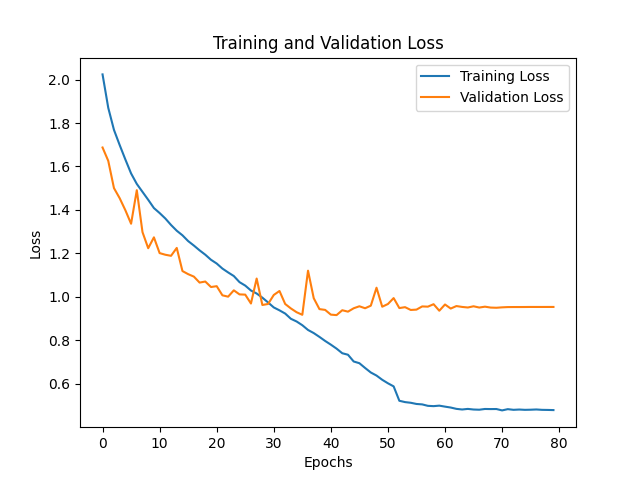 Training and Validation Loss
Training Loss
Validation Loss
Loss
2.0
1.8
1.6
1.4
1.2
1.0
0.8
0.6
0 10 20 30 40 50 60 70 80
Epochs